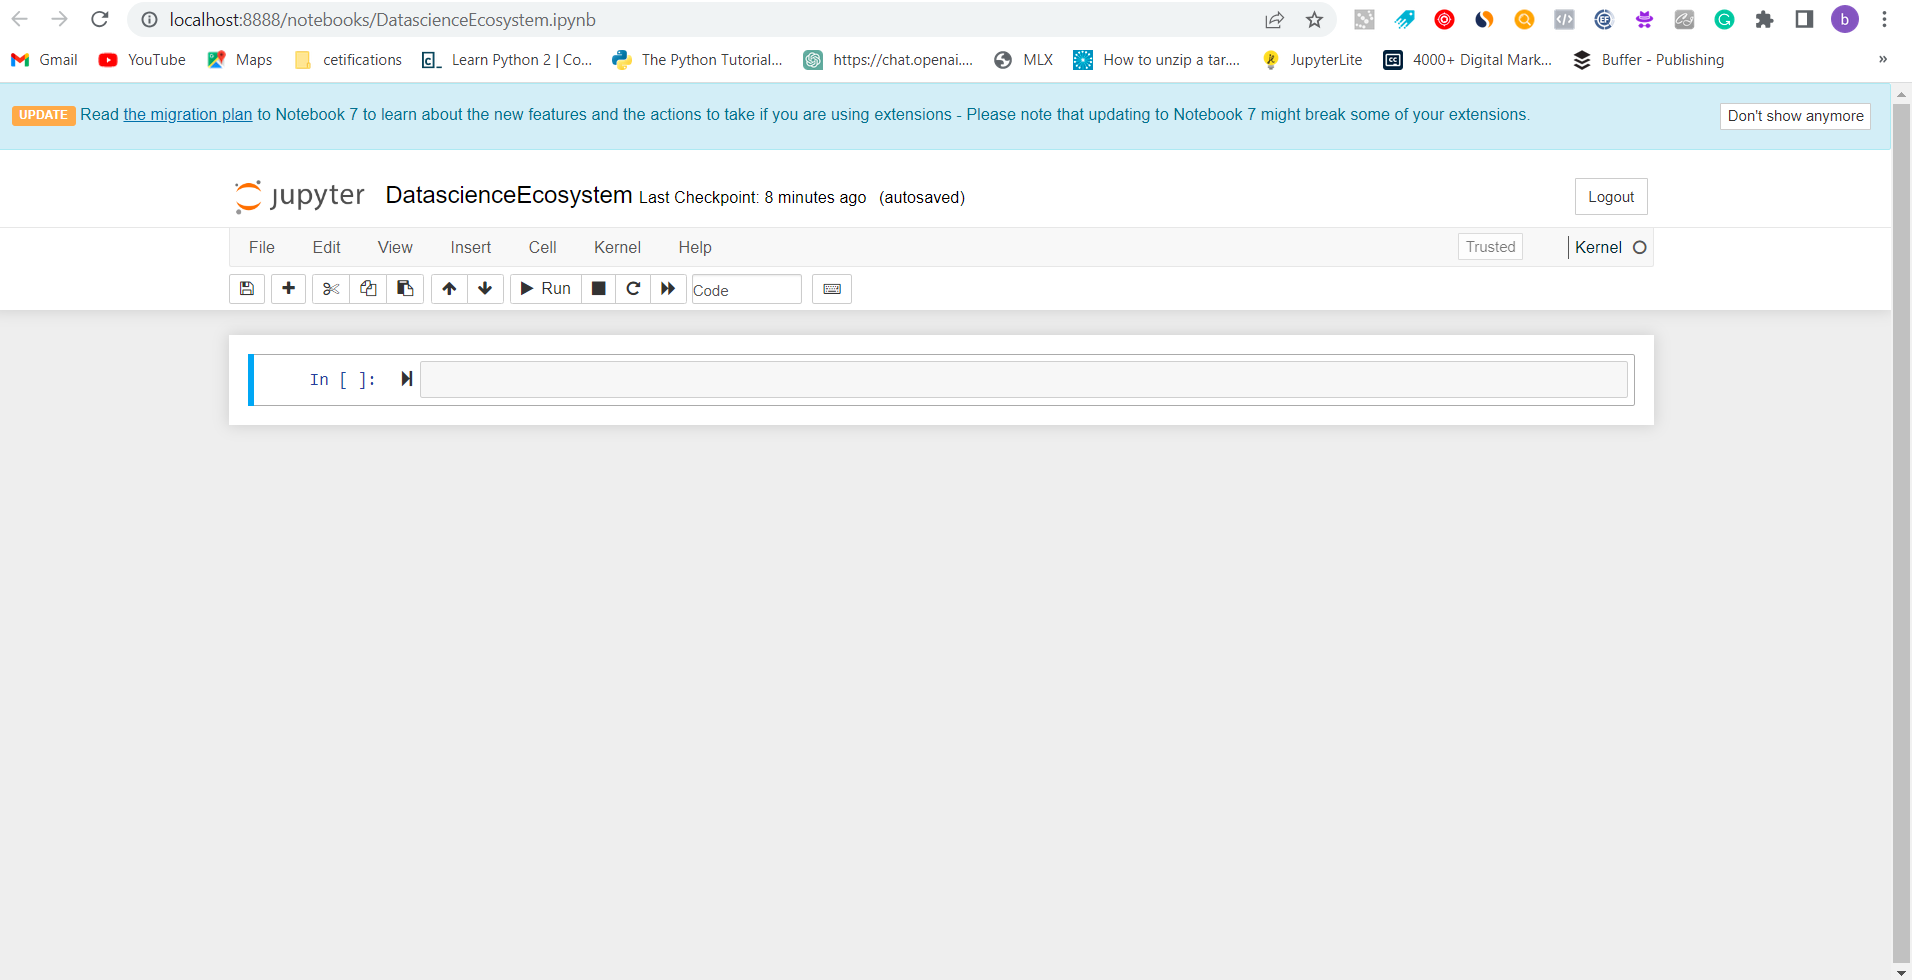 localhost:8888/notebooks/DatascienceEcosystem.ipynb
EF CJ G b
Gmail YouTube Maps cetifications Learn Python 2 | Co... The Python Tutorial... https://chat.openai.... MLX How to unzip a tar.... JupyterLite 4000+ Digital Mark... Buffer - Publishing »
UPDATE Read the migration plan to Notebook 7 to learn about the new features and the actions to take if you are using extensions - Please note that updating to Notebook 7 might break some of your extensions. Don't show anymore
jupyter DatascienceEcosystem Last Checkpoint: 8 minutes ago (autosaved) Logout
File Edit View Insert Cell Kernel Help Trusted Kernel
Run Code
In [ ]: